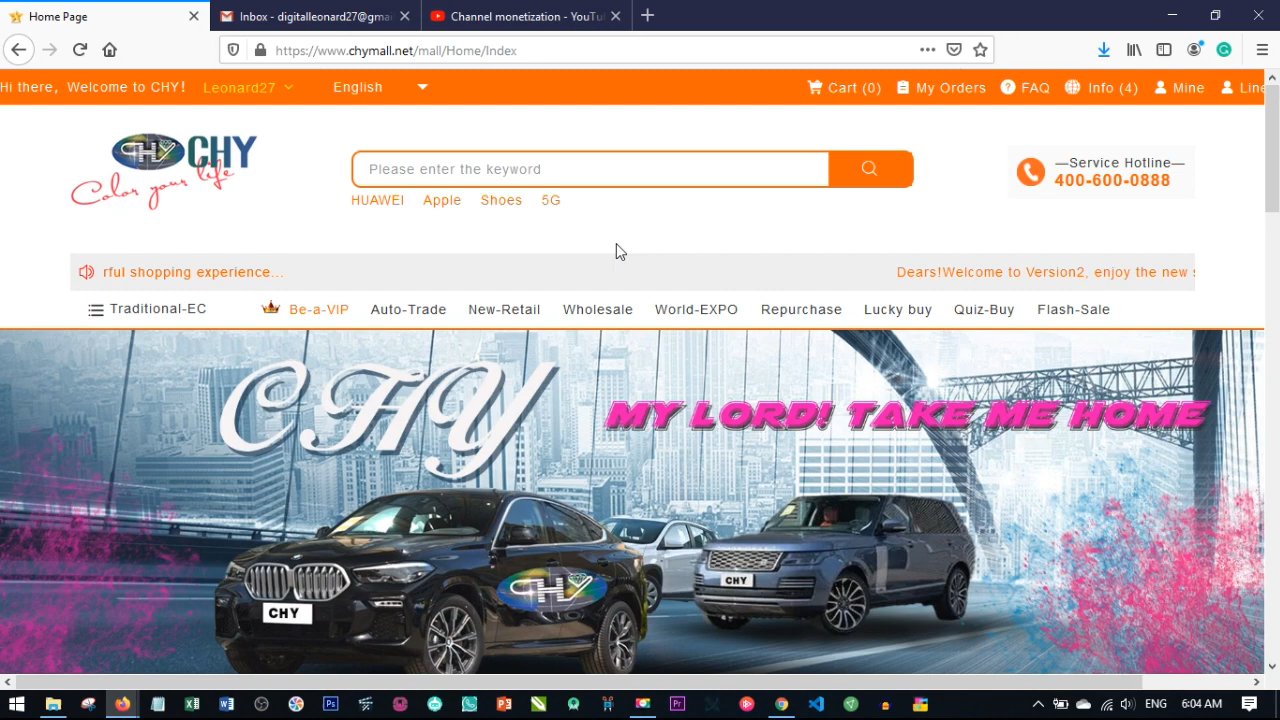 Home Page
Inbox - digitalleonard27@gmai
Channel monetization - YouTu
https://www.chymall.net/mall/Home/Index
Hi there, Welcome to CHY! Leonard27 English Cart (0) My Orders FAQ Info (4) Mine Line
CHY CHY
Color your life
Please enter the keyword
HUAWEI Apple Shoes 5G
—Service Hotline—
400-600-0888
rful shopping experience... Dears!Welcome to Version2, enjoy the new s
Traditional-EC Be-a-VIP Auto-Trade New-Retail Wholesale World-EXPO Repurchase Lucky buy Quiz-Buy Flash-Sale
CHY MY LORD! TAKE ME HOME
CHY
CHY
CHY
ENG 6:04 AM